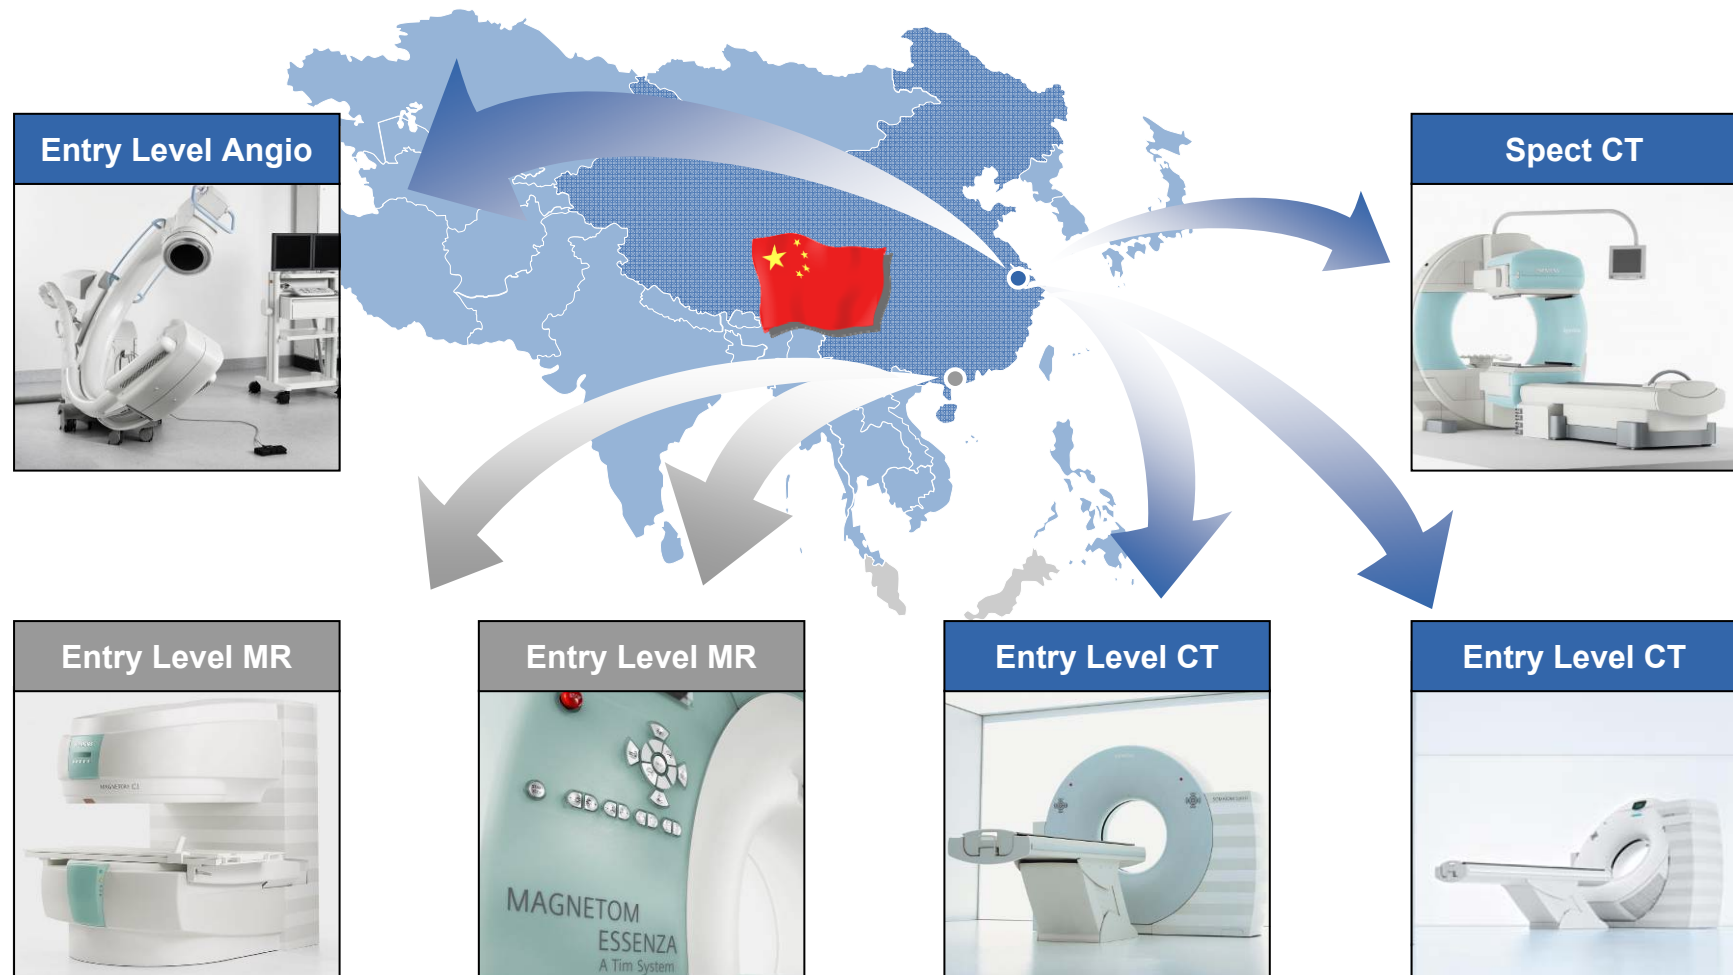 Entry Level Angio
Spect CT
Entry Level MR
Entry Level MR
Entry Level CT
Entry Level CT
MAGNETOM C!
MAGNETOM
ESSENZA
A Tim System